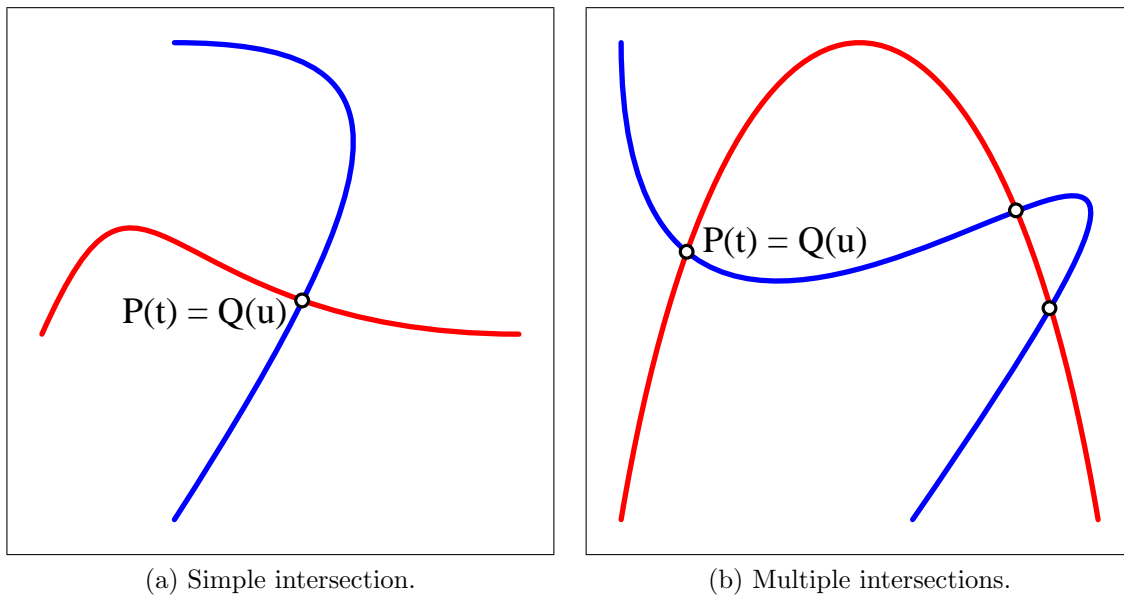 P(t) = Q(u)
P(t) = Q(u)
(a) Simple intersection.
(b) Multiple intersections.